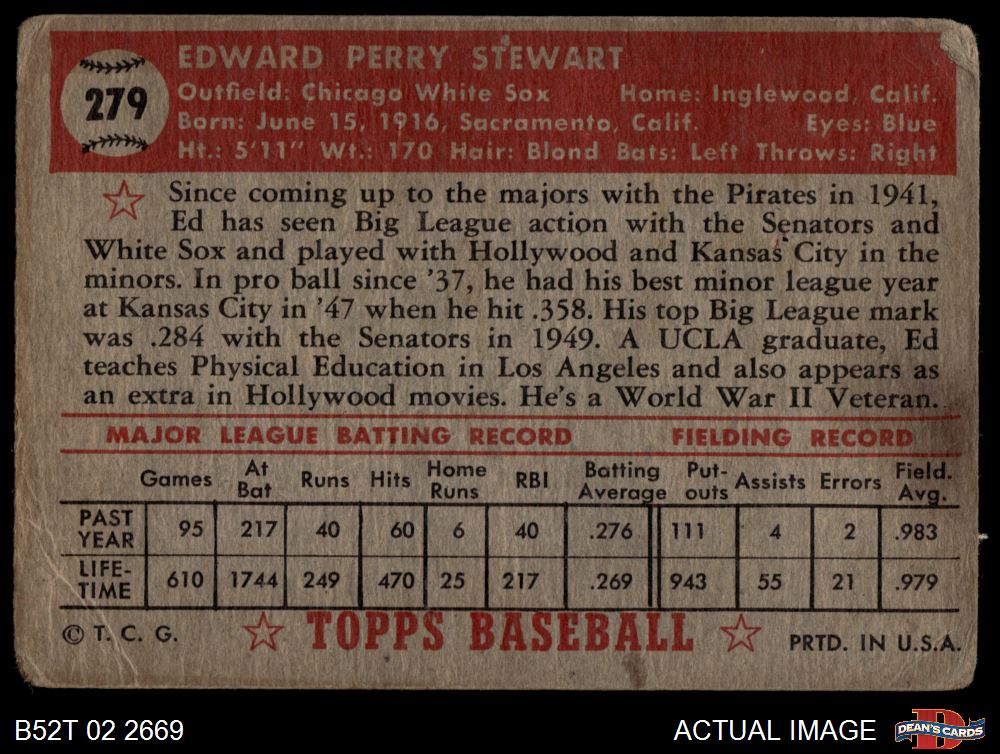 279
EDWARD PERRY STEWART
Outfield: Chicago White Sox Home: Inglewood, Calif.
Born: June 15, 1916, Sacramento, Calif. Eyes: Blue
Ht.: 5'11" Wt.: 170 Hair: Blond Bats: Left Throws: Right
Since coming up to the majors with the Pirates in 1941,
Ed has seen Big League action with the Senators and
White Sox and played with Hollywood and Kansas City in the
minors. In pro ball since '37, he had his best minor league year
at Kansas City in '47 when he hit .358. His top Big League mark
was .284 with the Senators in 1949. A UCLA graduate, Ed
teaches Physical Education in Los Angeles and also appears as
an extra in Hollywood movies. He's a World War II Veteran.
MAJOR LEAGUE BATTING RECORD FIELDING RECORD
Games At Bat Runs Hits Home Runs RBI Batting Average Put-outs Assists Errors Field. Avg.
PAST YEAR 95 217 40 60 6 40 .276 111 4 2 .983
LIFE-TIME 610 1744 249 470 25 217 .269 943 55 21 .979
© T. C. G. TOPPS BASEBALL PRTD. IN U.S.A.
B52T 02 2669 ACTUAL IMAGE DEAN'S CARDS